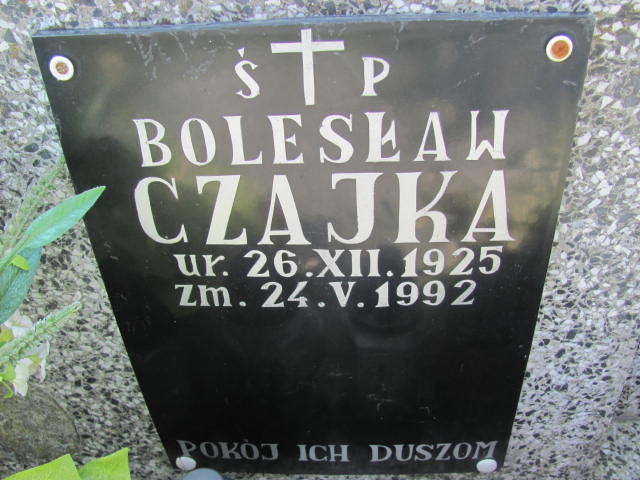 Ś P
BOLESŁAW
CZAJKA
ur. 26.XII.1925
zm. 24.V.1992
POKÓJ ICH DUSZOM